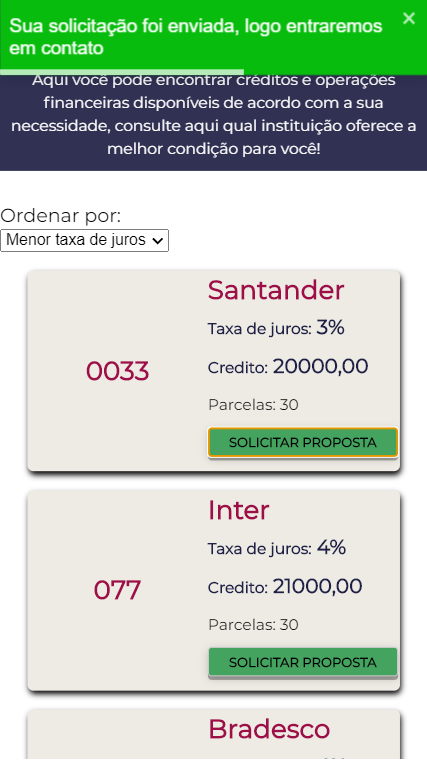 Sua solicitação foi enviada, logo entraremos
em contato
Aqui você pode encontrar créditos e operações
financeiras disponíveis de acordo com a sua
necessidade, consulte aqui qual instituição oferece a
melhor condição para você!
Ordenar por:
Menor taxa de juros
Santander
Taxa de juros: 3%
0033
Credito: 20000,00
Parcelas: 30
SOLICITAR PROPOSTA
Inter
Taxa de juros: 4%
077
Credito: 21000,00
Parcelas: 30
SOLICITAR PROPOSTA
Bradesco